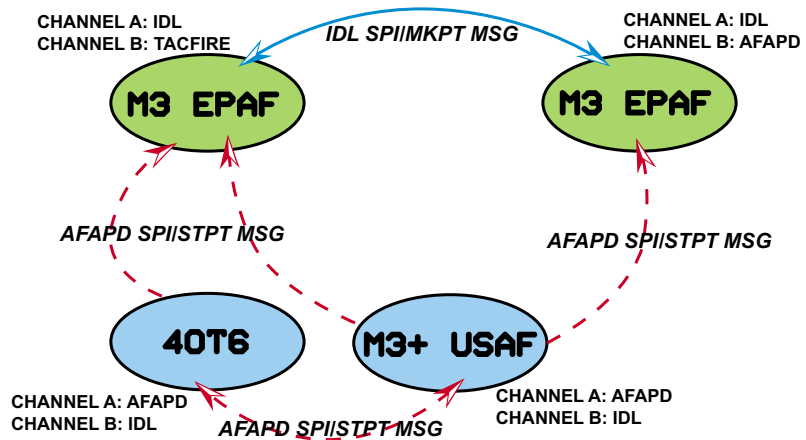 CHANNEL A: IDL
CHANNEL B: TACFIRE
IDL SPI/MKPT MSG
CHANNEL A: IDL
CHANNEL B: AFAPD
M3 EPAF
M3 EPAF
AFAPD SPI/STPT MSG
AFAPD SPI/STPT MSG
40T6
M3+ USAF
CHANNEL A: AFAPD
CHANNEL B: IDL
AFAPD SPI/STPT MSG
CHANNEL A: AFAPD
CHANNEL B: IDL